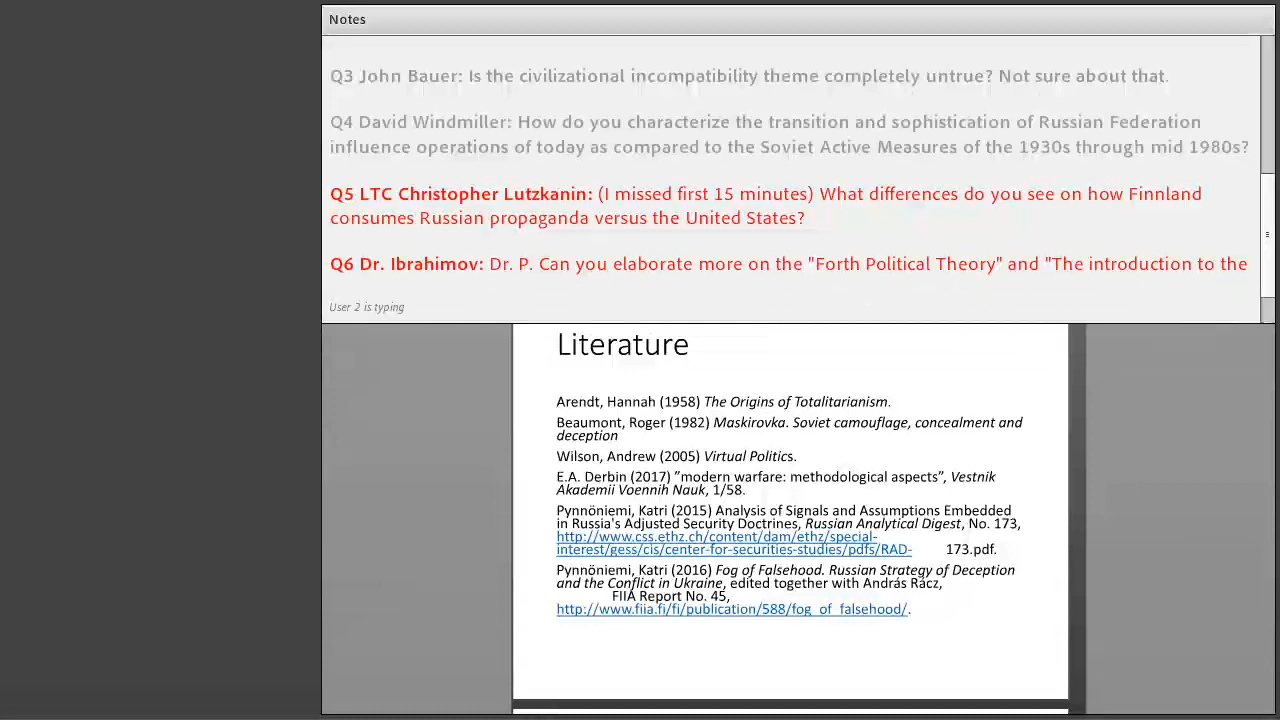 Notes
Q3 John Bauer: Is the civilizational incompatibility theme completely untrue? Not sure about that.
Q4 David Windmiller: How do you characterize the transition and sophistication of Russian Federation
influence operations of today as compared to the Soviet Active Measures of the 1930s through mid 1980s?
Q5 LTC Christopher Lutzkanin: (I missed first 15 minutes) What differences do you see on how Finnland
consumes Russian propaganda versus the United States?
Q6 Dr. Ibrahimov: Dr. P. Can you elaborate more on the "Forth Political Theory" and "The introduction to the
User 2 is typing
Literature
Arendt, Hannah (1958) The Origins of Totalitarianism.
Beaumont, Roger (1982) Maskirovka. Soviet camouflage, concealment and
deception
Wilson, Andrew (2005) Virtual Politics.
E.A. Derbin (2017) ”modern warfare: methodological aspects”, Vestnik
Akademii Voennih Nauk, 1/58.
Pynnöniemi, Katri (2015) Analysis of Signals and Assumptions Embedded
in Russia's Adjusted Security Doctrines, Russian Analytical Digest, No. 173,
http://www.css.ethz.ch/content/dam/ethz/special-
interest/gess/cis/center-for-securities-studies/pdfs/RAD- 173.pdf.
Pynnöniemi, Katri (2016) Fog of Falsehood. Russian Strategy of Deception
and the Conflict in Ukraine, edited together with András Rácz,
FIIA Report No. 45,
http://www.fiia.fi/fi/publication/588/fog_of_falsehood/.